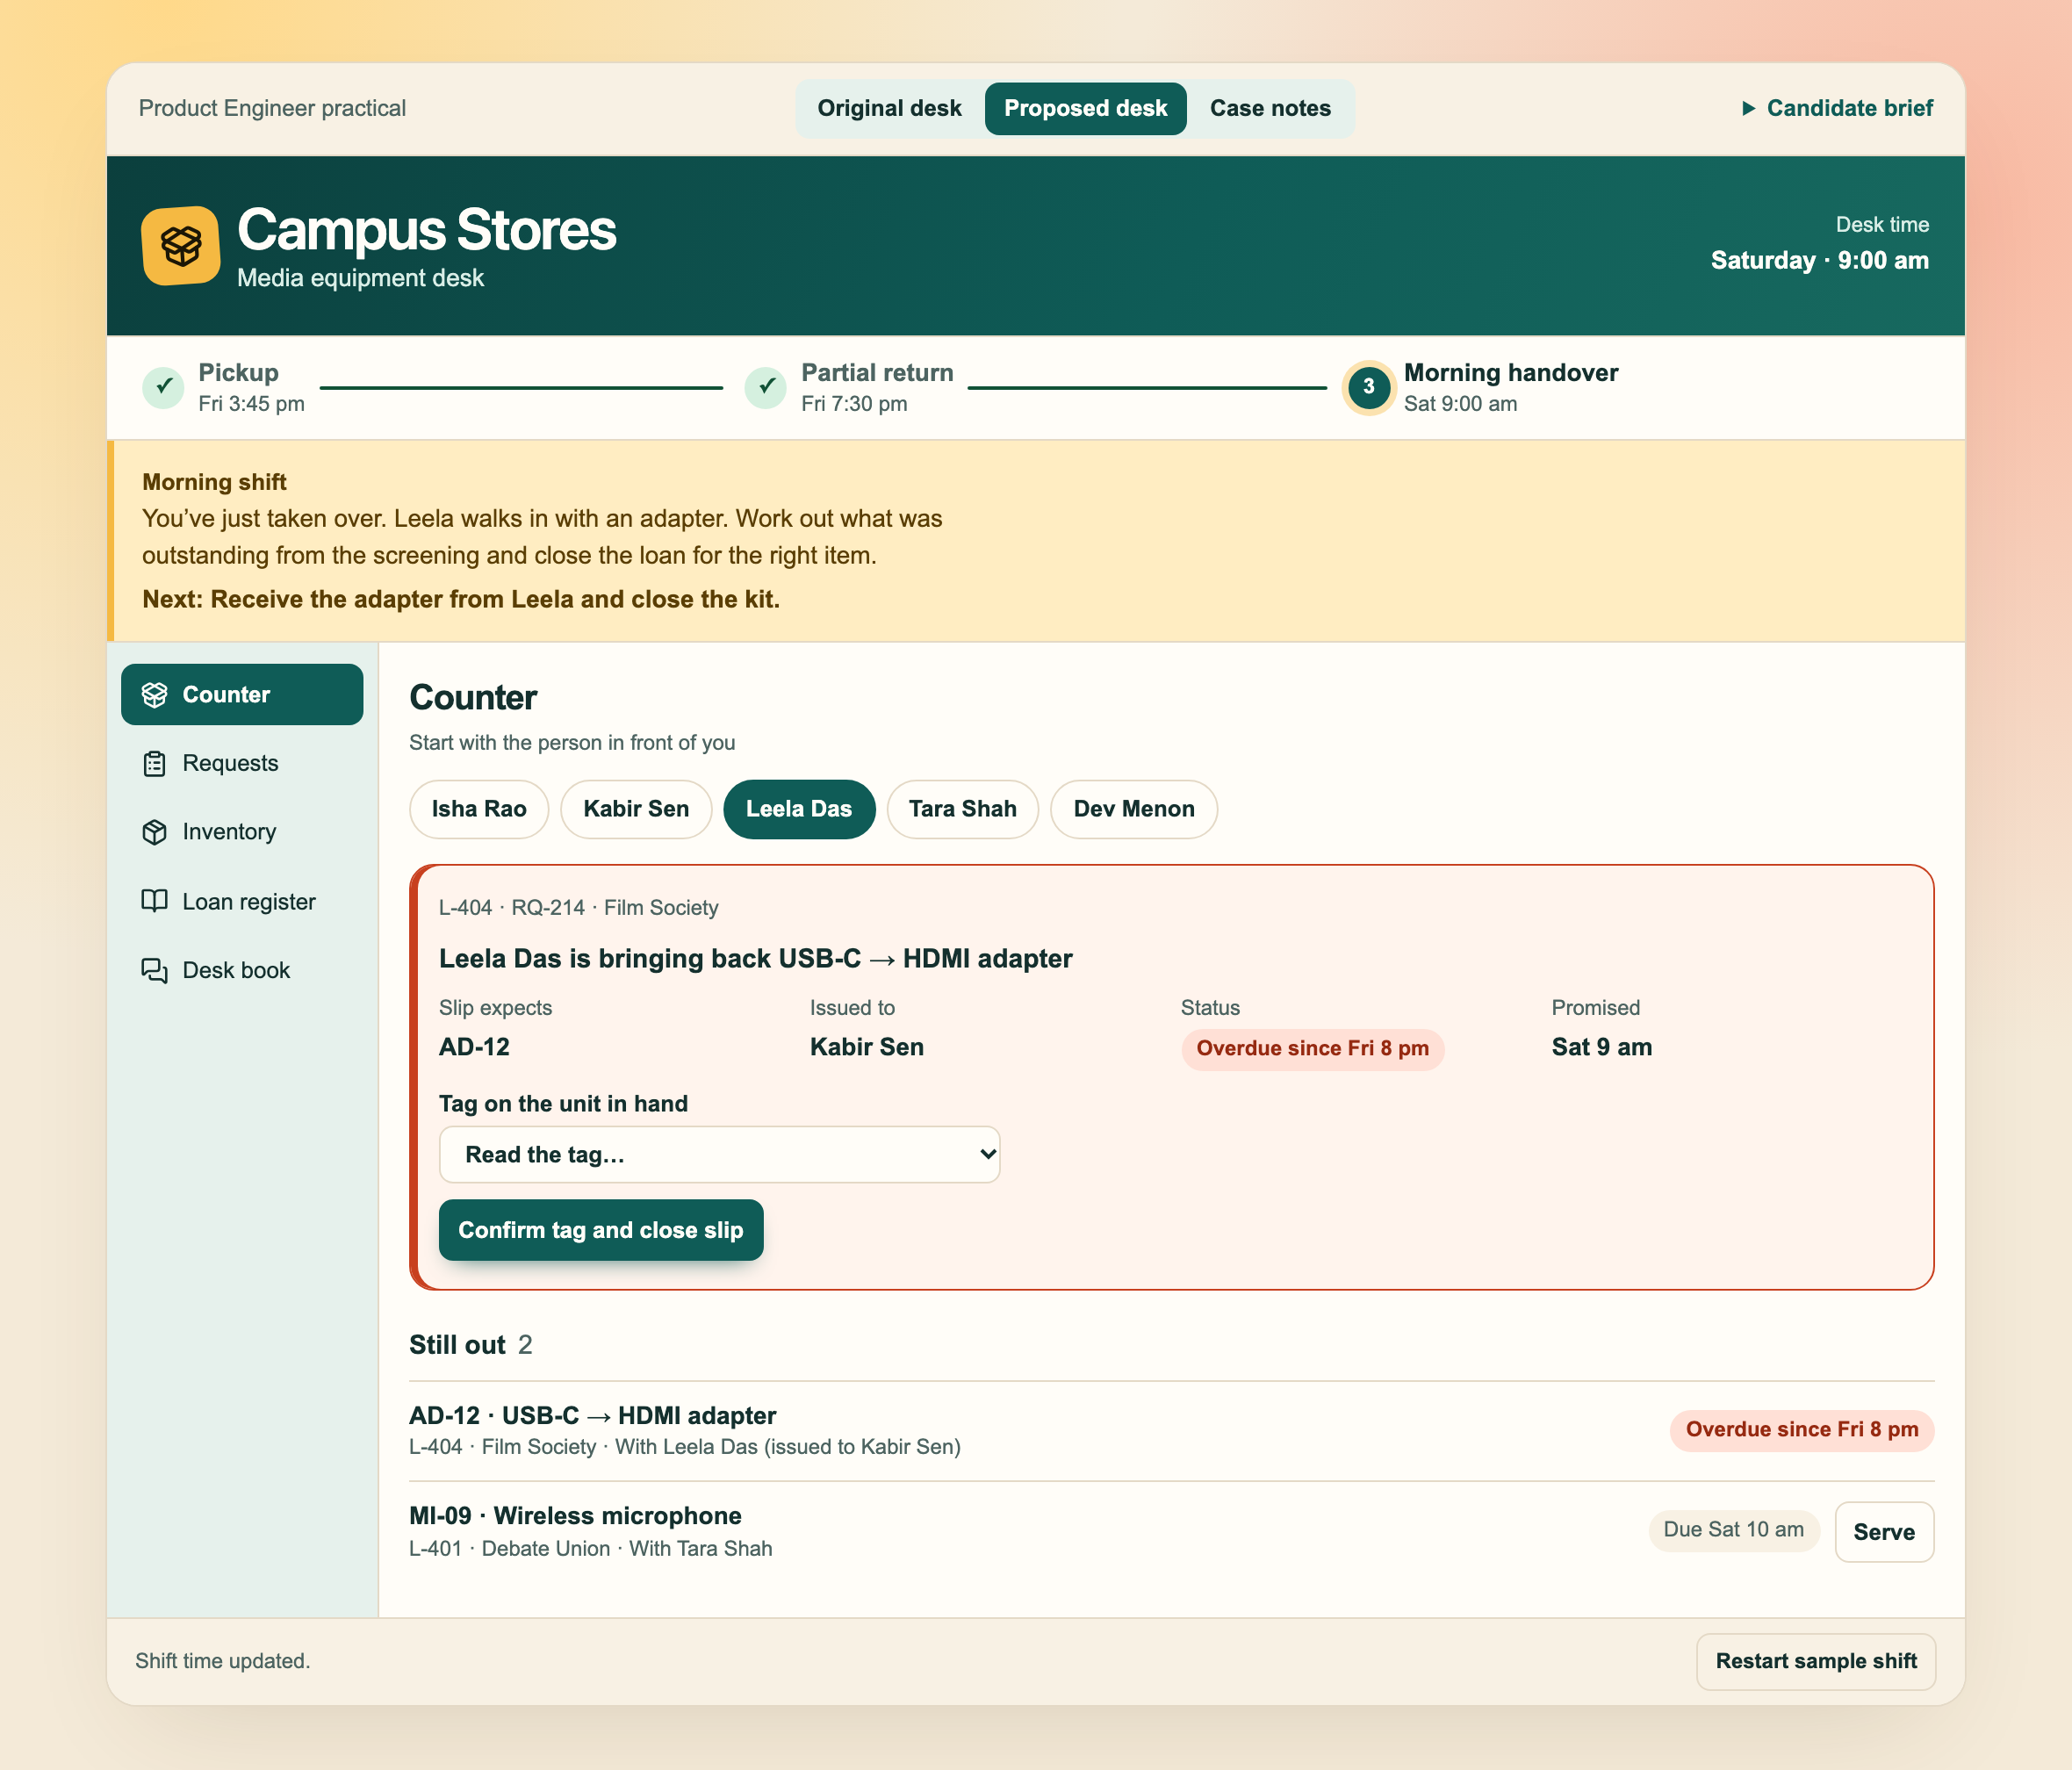 Product Engineer practical
Original desk
Proposed desk
Case notes
▶ Candidate brief
Campus Stores
Media equipment desk
Desk time
Saturday · 9:00 am
✓
Pickup
Fri 3:45 pm
✓
Partial return
Fri 7:30 pm
3
Morning handover
Sat 9:00 am
Morning shift
You’ve just taken over. Leela walks in with an adapter. Work out what was
outstanding from the screening and close the loan for the right item.
Next: Receive the adapter from Leela and close the kit.
Counter
Requests
Inventory
Loan register
Desk book
Counter
Start with the person in front of you
Isha Rao
Kabir Sen
Leela Das
Tara Shah
Dev Menon
L-404 · RQ-214 · Film Society
Leela Das is bringing back USB-C → HDMI adapter
Slip expects
AD-12
Issued to
Kabir Sen
Status
Overdue since Fri 8 pm
Promised
Sat 9 am
Tag on the unit in hand
Read the tag…
Confirm tag and close slip
Still out 2
AD-12 · USB-C → HDMI adapter
L-404 · Film Society · With Leela Das (issued to Kabir Sen)
Overdue since Fri 8 pm
MI-09 · Wireless microphone
L-401 · Debate Union · With Tara Shah
Due Sat 10 am
Serve
Shift time updated.
Restart sample shift